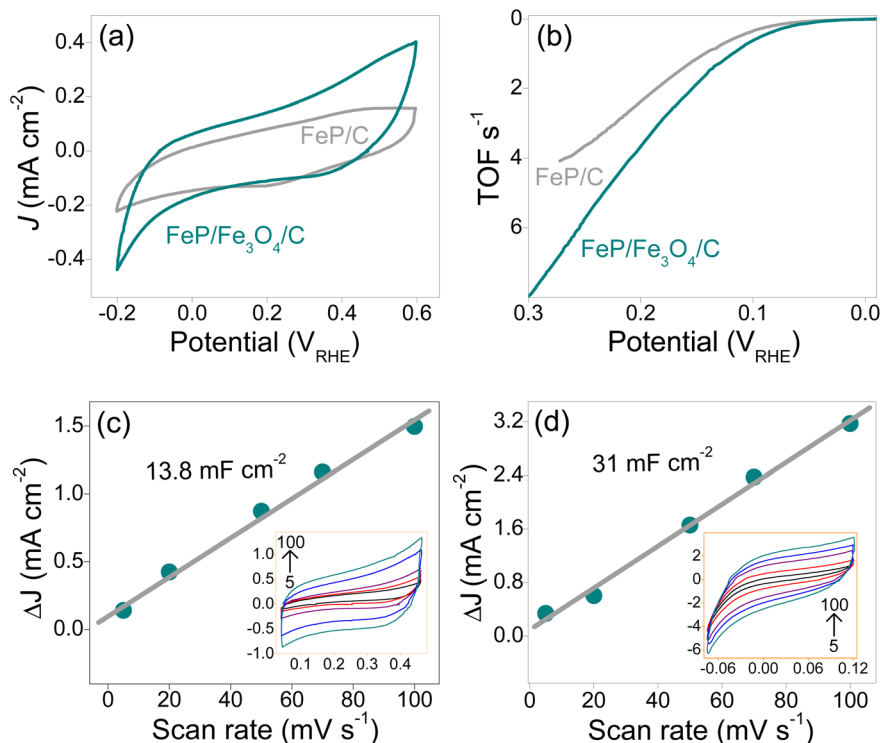 (a)
0.4
0.2
0.0
-0.2
-0.4
J (mA cm⁻²)
FeP/C
FeP/Fe₃O₄/C
-0.2 0.0 0.2 0.4 0.6
Potential (V_RHE)
(b)
0
2
4
6
TOF s⁻¹
FeP/C
FeP/Fe₃O₄/C
0.3 0.2 0.1 0.0
Potential (V_RHE)
(c)
1.5
1.0
0.5
0.0
ΔJ (mA cm⁻²)
13.8 mF cm⁻²
100
5
1.0
0.5
0.0
-0.5
-1.0
0.1 0.2 0.3 0.4
0 20 40 60 80 100
Scan rate (mV s⁻¹)
(d)
3.2
2.4
1.6
0.8
0.0
ΔJ (mA cm⁻²)
31 mF cm⁻²
2
0
-2
-4
-6
100
5
-0.06 0.00 0.06 0.12
0 20 40 60 80 100
Scan rate (mV s⁻¹)